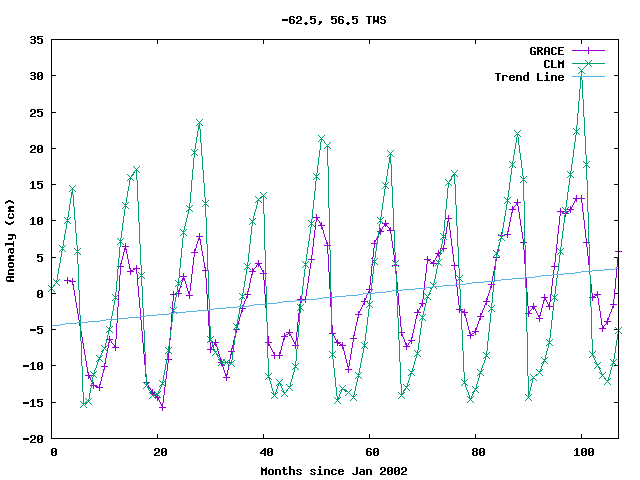 -62.5, 56.5 TWS
GRACE
CLM
Trend Line
35
30
25
20
15
10
5
0
-5
-10
-15
-20
Anomaly (cm)
0 20 40 60 80 100
Months since Jan 2002